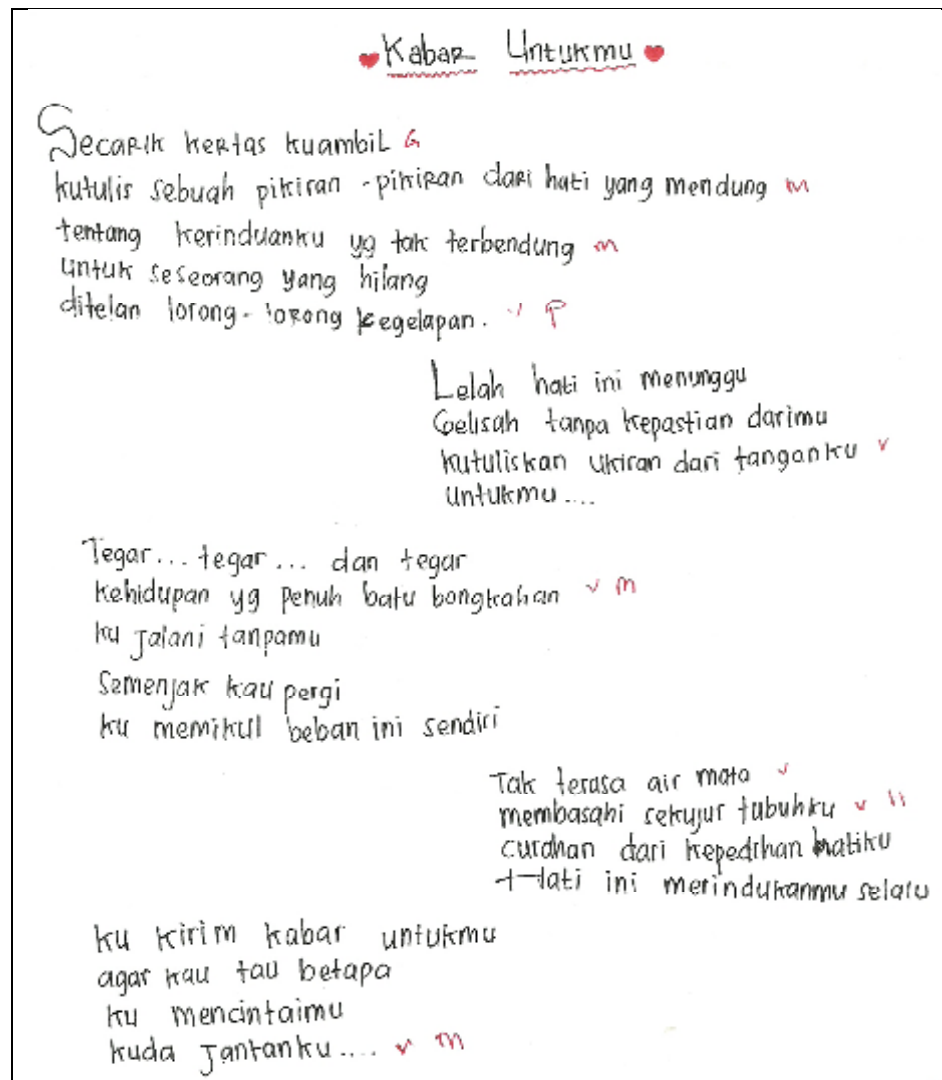 Kabar Untukmu
Secarik kertas kuambil G
kutulis sebuah pikiran-pikiran dari hati yang mendung m
tentang kerinduanku yg tak terbendung m
untuk seseorang yang hilang
ditelan lorong-lorong kegelapan. v P
Lelah hati ini menunggu
Gelisah tanpa kepastian darimu
kutuliskan ukiran dari tanganku v
untukmu....
Tegar... tegar... dan tegar
kehidupan yg penuh batu bongkahan v m
ku jalani tanpamu
Semenjak kau pergi
ku memikul beban ini sendiri
Tak terasa air mata v
membasahi sekujur tubuhku v H
curahan dari kepedihan hatiku
Hati ini merindukanmu selalu
ku kirim kabar untukmu
agar kau tau betapa
ku mencintaimu
kuda Jantanku.... v m